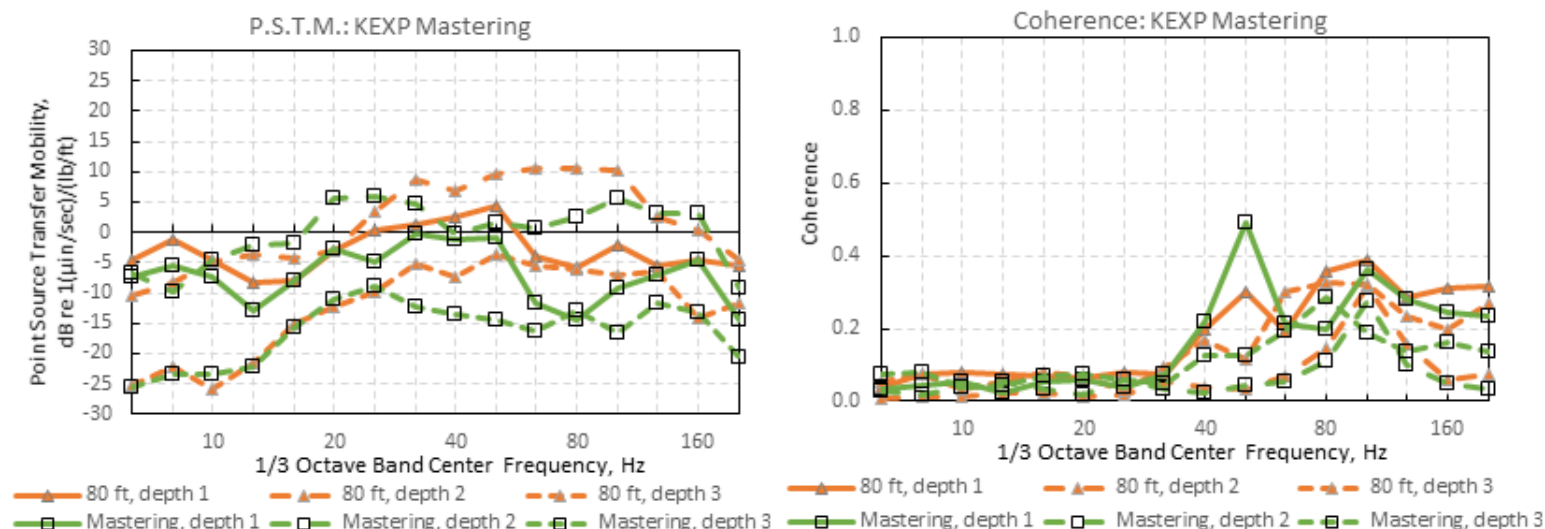 P.S.T.M.: KEXP Mastering
Point Source Transfer Mobility,
dB re 1(µin/sec)/(lb/ft)
30
25
20
15
10
5
0
-5
-10
-15
-20
-25
-30
10 20 40 80 160
1/3 Octave Band Center Frequency, Hz
80 ft, depth 1 80 ft, depth 2 80 ft, depth 3
Mastering, depth 1 Mastering, depth 2 Mastering, depth 3
Coherence: KEXP Mastering
Coherence
1.0
0.8
0.6
0.4
0.2
0.0
10 20 40 80 160
1/3 Octave Band Center Frequency, Hz
80 ft, depth 1 80 ft, depth 2 80 ft, depth 3
Mastering, depth 1 Mastering, depth 2 Mastering, depth 3